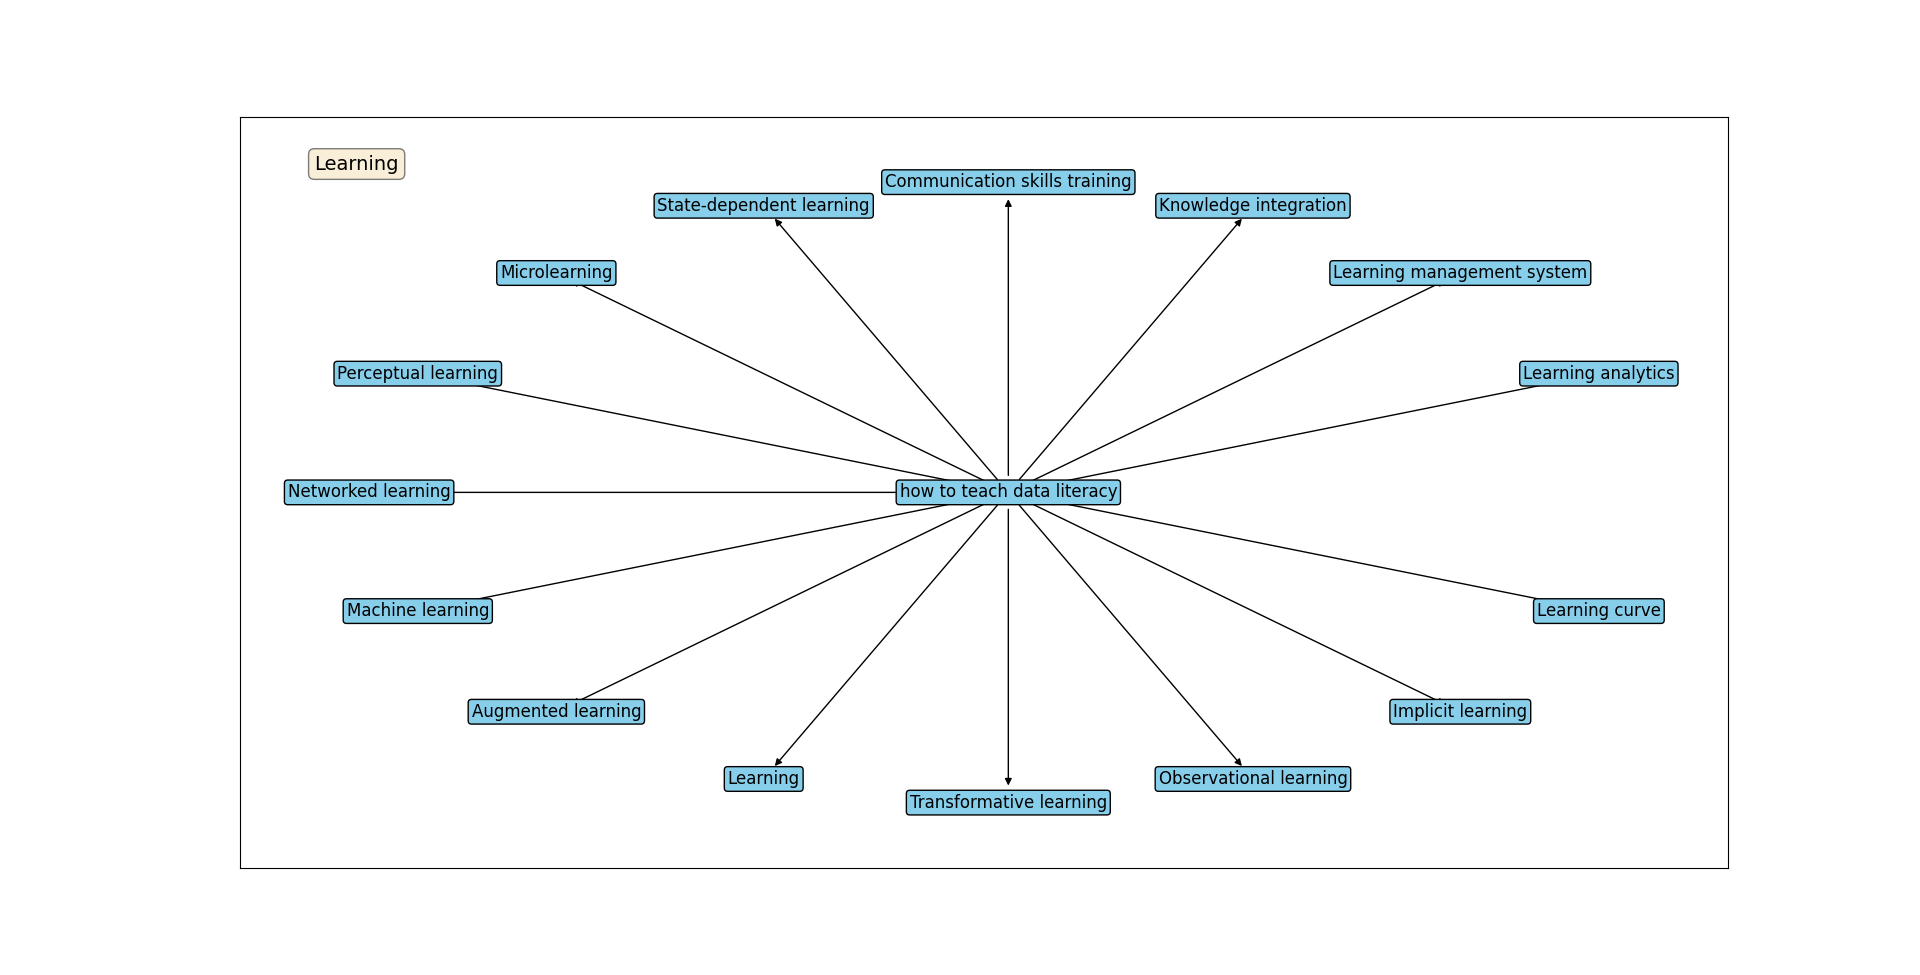 Learning
Communication skills training
State-dependent learning
Knowledge integration
Microlearning
Learning management system
Perceptual learning
Learning analytics
Networked learning
how to teach data literacy
Machine learning
Learning curve
Augmented learning
Implicit learning
Learning
Observational learning
Transformative learning